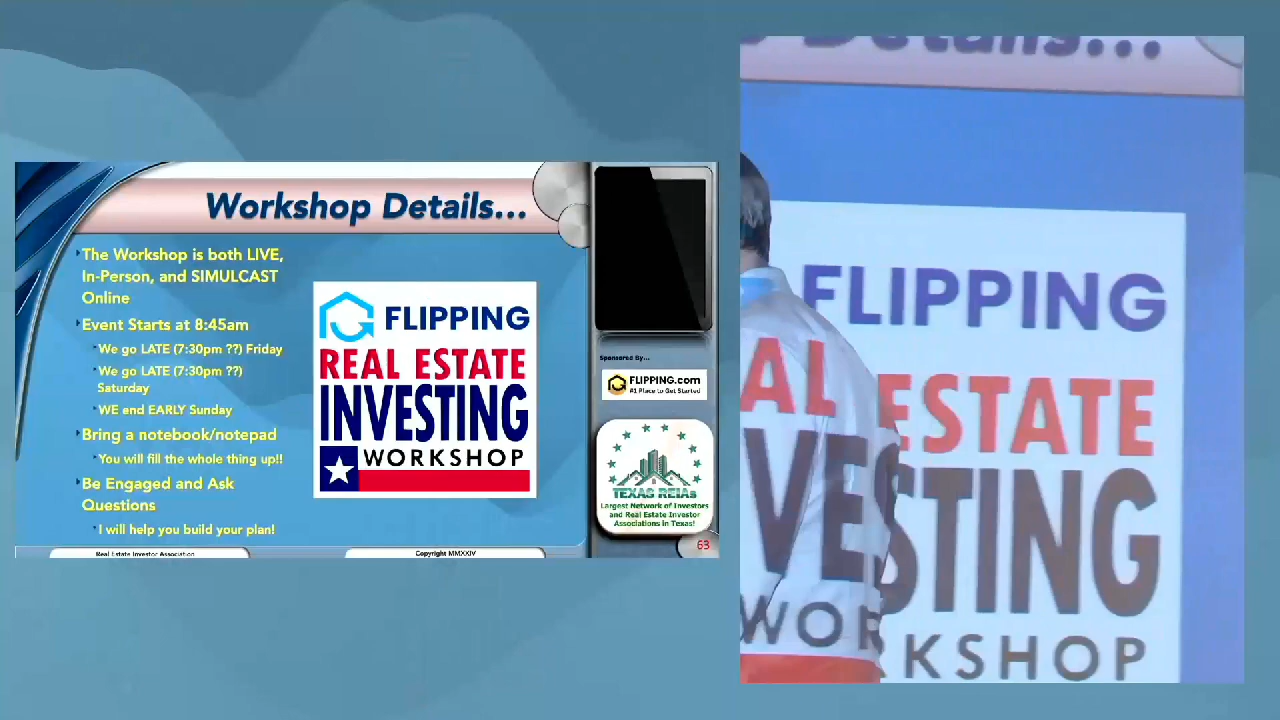 Workshop Details...
The Workshop is both LIVE,
In-Person, and SIMULCAST
Online
Event Starts at 8:45am
We go LATE (7:30pm ??) Friday
We go LATE (7:30pm ??)
Saturday
WE end EARLY Sunday
Bring a notebook/notepad
You will fill the whole thing up!!
Be Engaged and Ask
Questions
I will help you build your plan!
FLIPPING
REAL ESTATE
INVESTING
WORKSHOP
Sponsored By...
FLIPPING.com
#1 Place to Get Started
TEXAS REIAs
Largest Network of Investors
and Real Estate Investor
Associations in Texas!
63
Real Estate Investor Association
Copyright MMXXIV
Details...
FLIPPING
AL ESTATE
VESTING
WORKSHOP